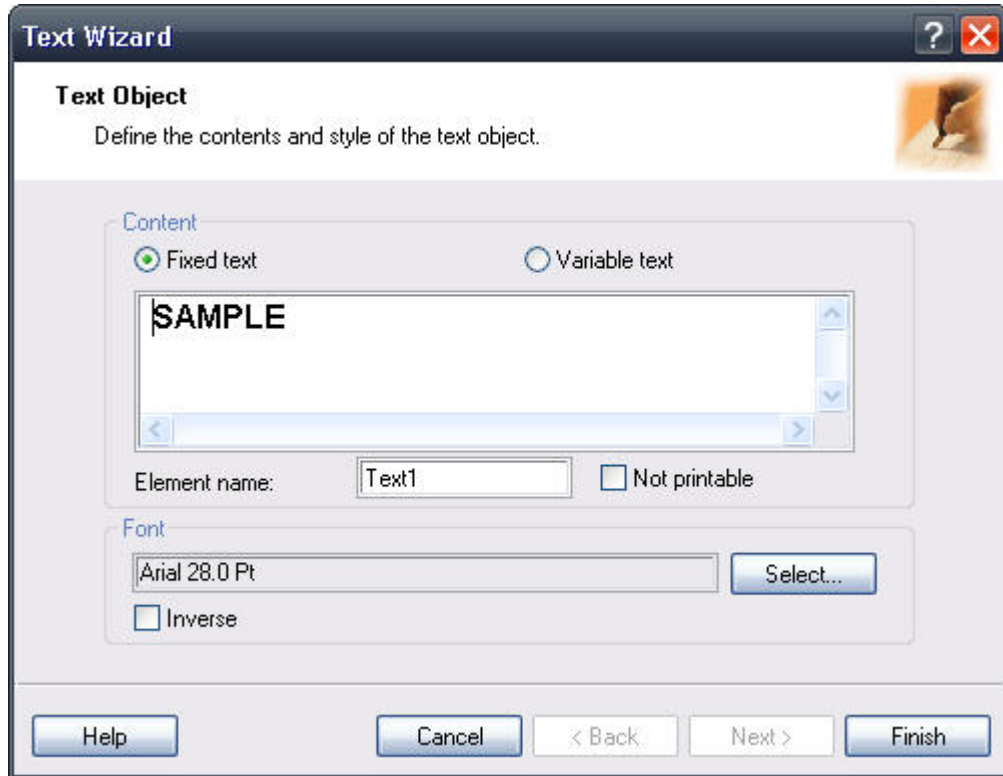 Text Wizard
?
Text Object
Define the contents and style of the text object.
Content
Fixed text Variable text
SAMPLE
Element name: Text1 Not printable
Font
Arial 28.0 Pt Select...
Inverse
Help Cancel < Back Next > Finish